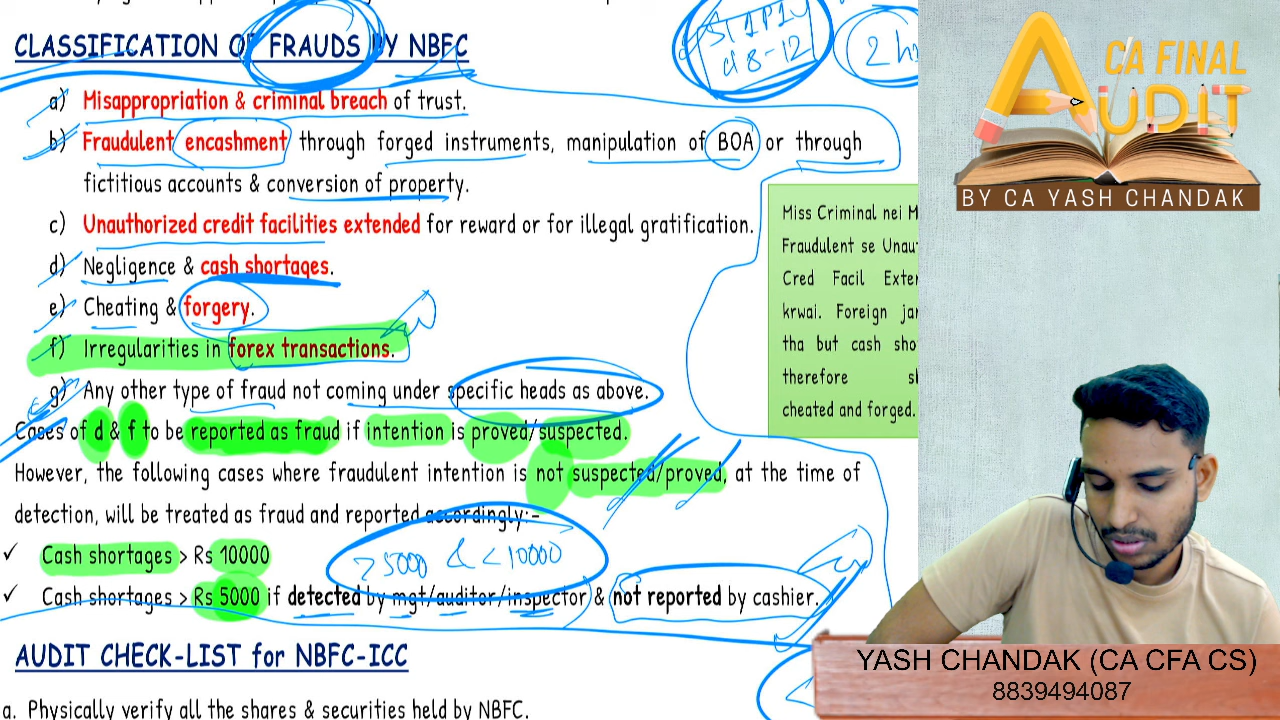 CLASSIFICATION OF FRAUDS BY NBFC
a) Misappropriation & criminal breach of trust.
b) Fraudulent encashment through forged instruments, manipulation of BOA or through
fictitious accounts & conversion of property.
c) Unauthorized credit facilities extended for reward or for illegal gratification.
d) Negligence & cash shortages.
e) Cheating & forgery.
f) Irregularities in forex transactions.
g) Any other type of fraud not coming under specific heads as above.
Cases of d & f to be reported as fraud if intention is proved/suspected.
However, the following cases where fraudulent intention is not suspected/proved, at the time of
detection, will be treated as fraud and reported accordingly:-
✓ Cash shortages > Rs 10000
>5000 & <10000
✓ Cash shortages > Rs 5000 if detected by mgt/auditor/inspector & not reported by cashier.
AUDIT CHECK-LIST for NBFC-ICC
a. Physically verify all the shares & securities held by NBFC.
8-12
Miss Criminal nei M
Fraudulent se Unau
Cred Facil Exter
krwai. Foreign jar
tha but cash sho
therefore sh
cheated and forged.
CA FINAL
AUDIT
BY CA YASH CHANDAK
YASH CHANDAK (CA CFA CS)
8839494087